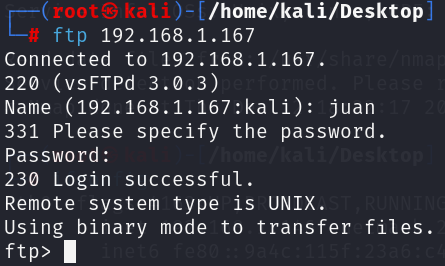 ┌──(root㉿kali)-[/home/kali/Desktop]
└─# ftp 192.168.1.167
Connected to 192.168.1.167.
220 (vsFTPd 3.0.3)
Name (192.168.1.167:kali): juan
331 Please specify the password.
Password:
230 Login successful.
Remote system type is UNIX.
Using binary mode to transfer files.
ftp>